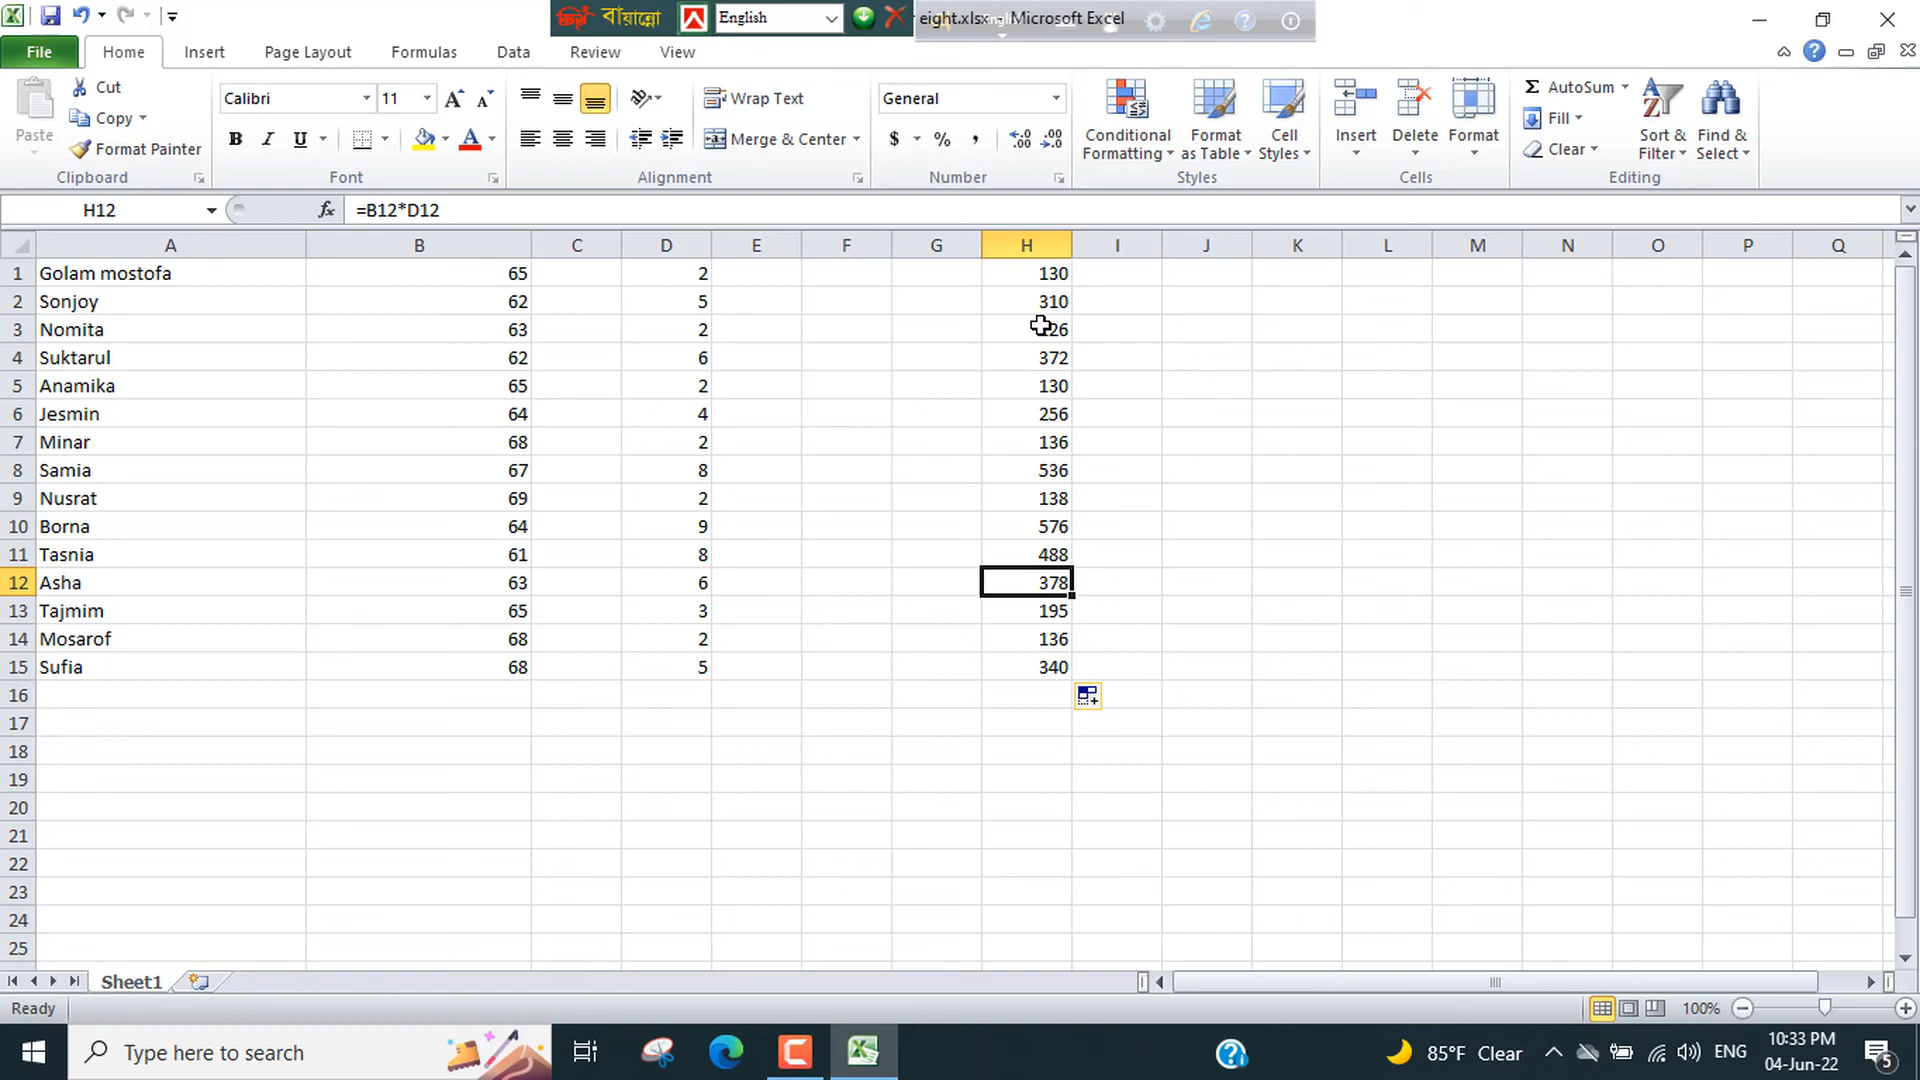 বায়ান্নো English eight.xlsx - Microsoft Excel
File Home Insert Page Layout Formulas Data Review View
Paste Cut Copy Format Painter Clipboard
Calibri 11 B I U Font
Wrap Text Merge & Center Alignment
General $ % , Number
Conditional Formatting Format as Table Cell Styles Styles
Insert Delete Format Cells
Σ AutoSum Fill Clear Sort & Filter Find & Select Editing
H12 fx =B12*D12
A B C D E F G H I J K L M N O P Q
1 Golam mostofa 65 2 130
2 Sonjoy 62 5 310
3 Nomita 63 2 26
4 Suktarul 62 6 372
5 Anamika 65 2 130
6 Jesmin 64 4 256
7 Minar 68 2 136
8 Samia 67 8 536
9 Nusrat 69 2 138
10 Borna 64 9 576
11 Tasnia 61 8 488
12 Asha 63 6 378
13 Tajmim 65 3 195
14 Mosarof 68 2 136
15 Sufia 68 5 340
16
17
18
19
20
21
22
23
24
25
Sheet1
Ready 100%
Type here to search 85°F Clear ENG 10:33 PM
04-Jun-22 5